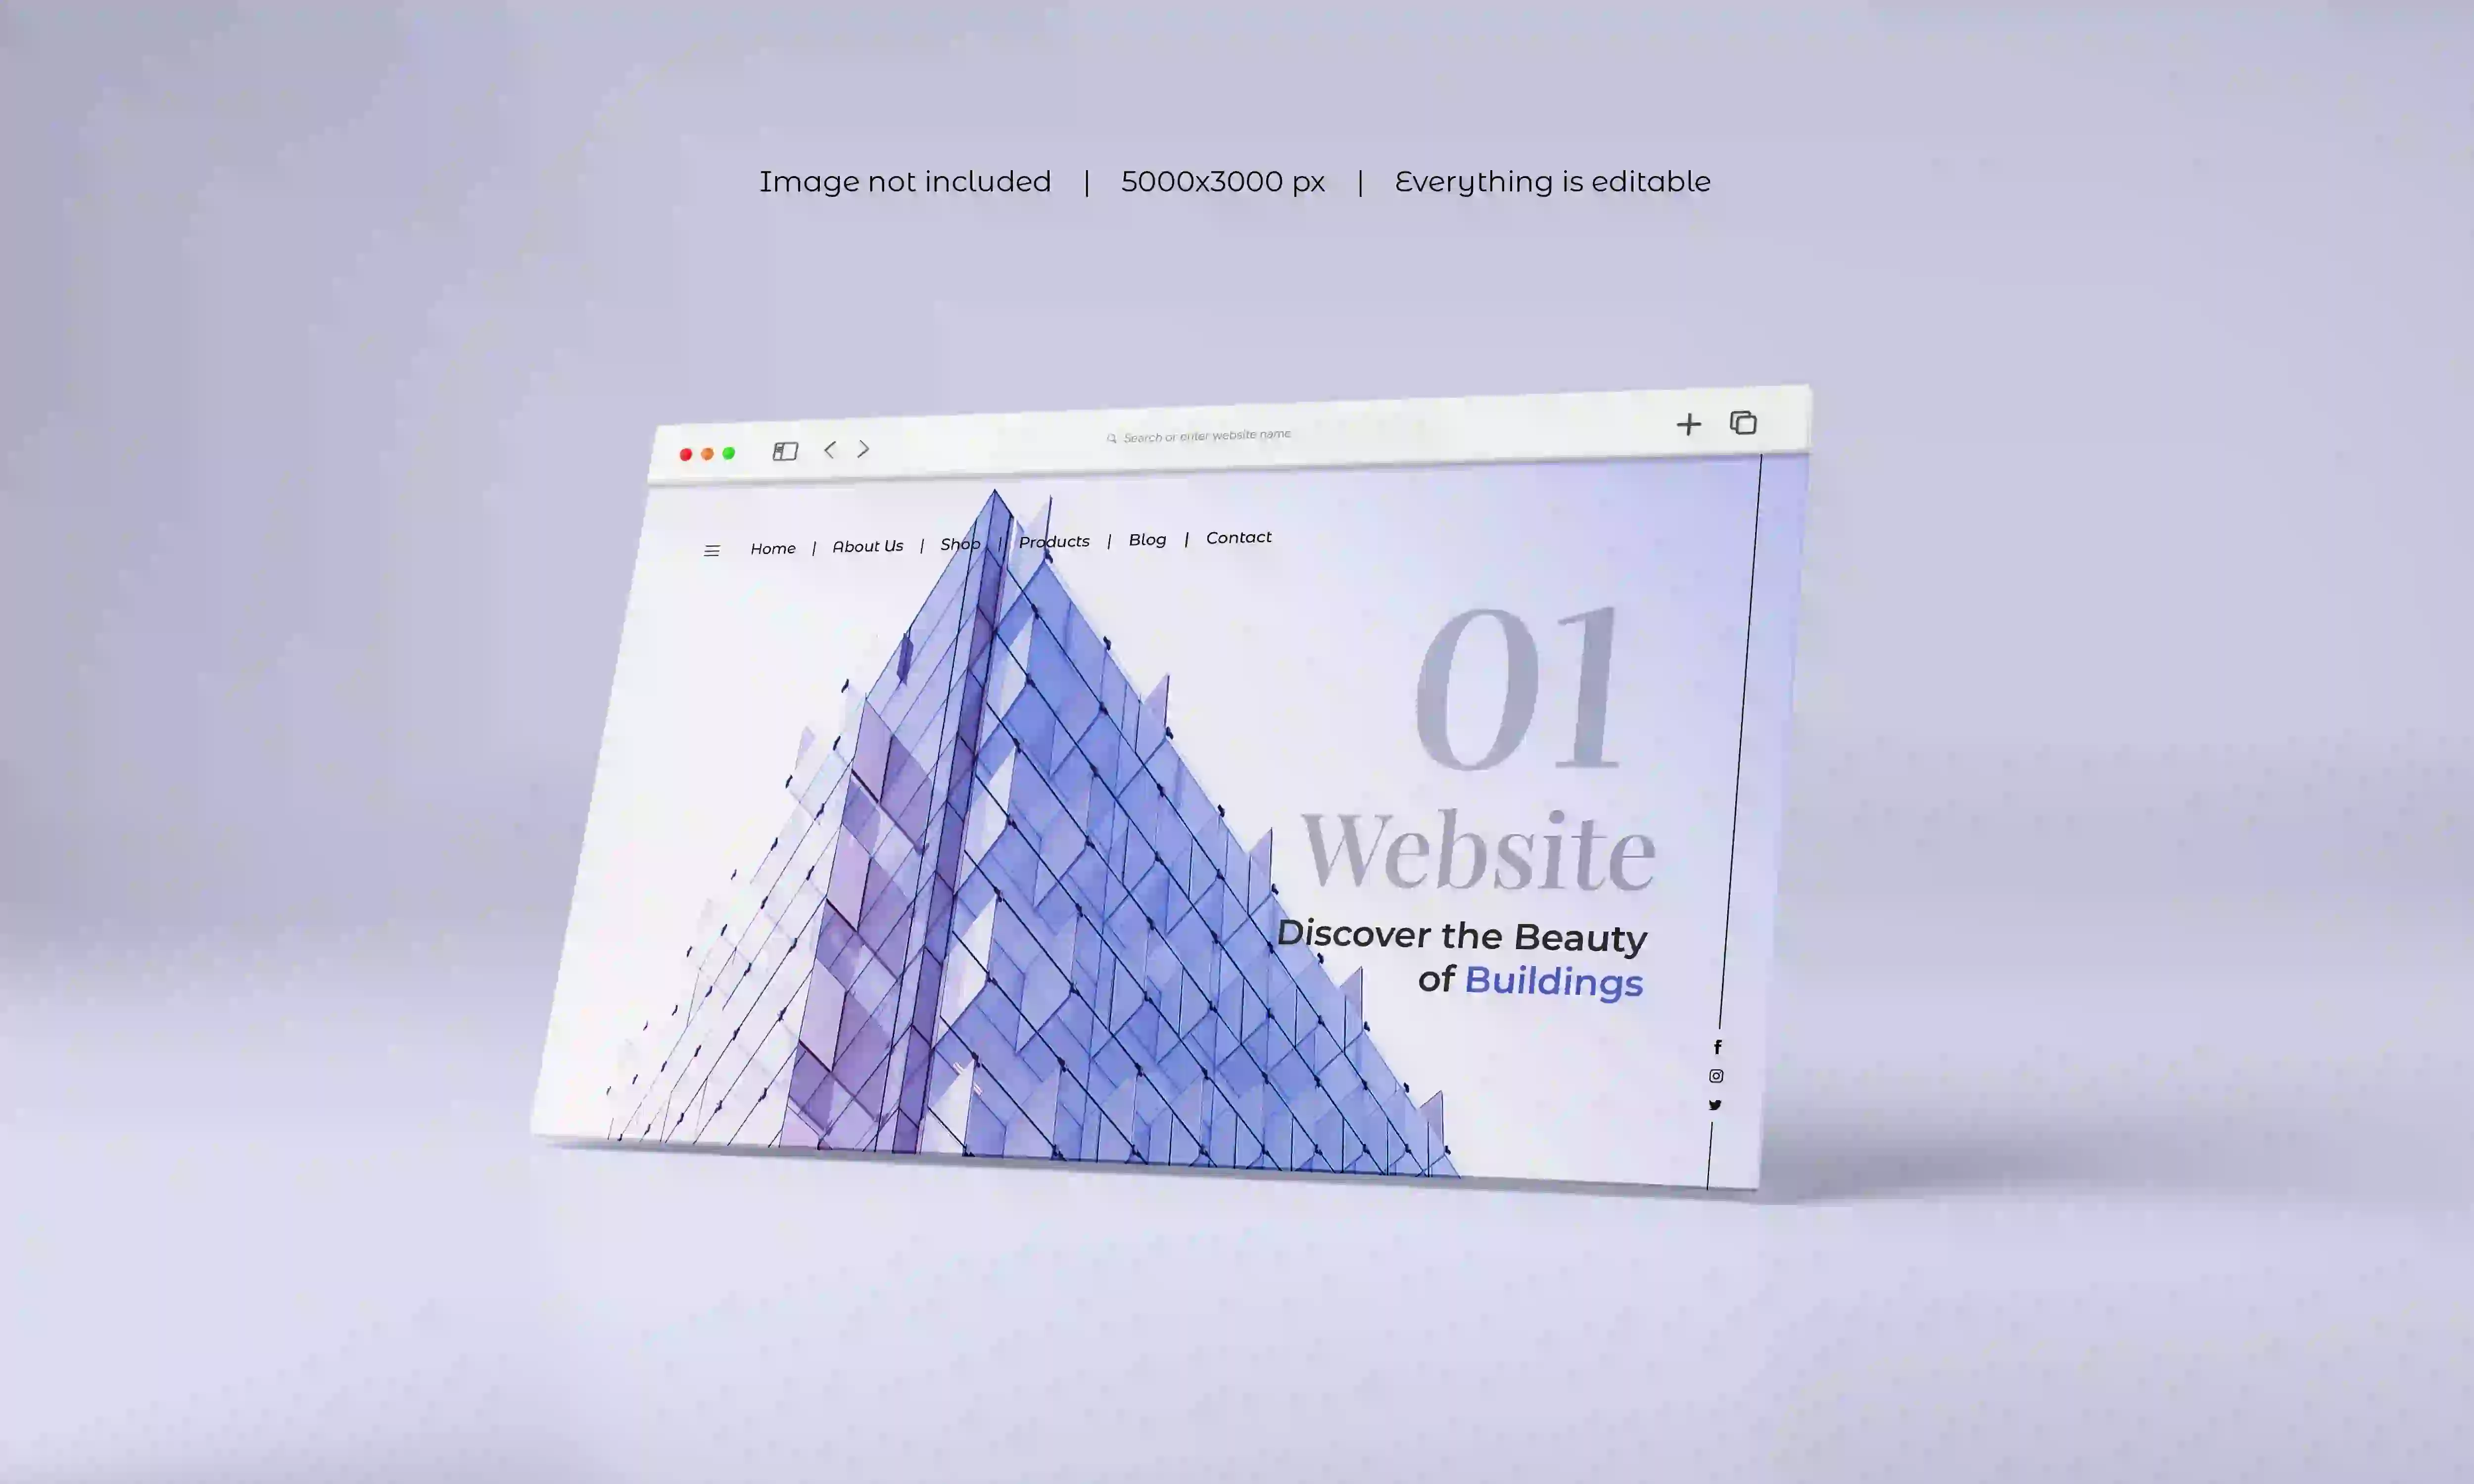 Image not included | 5000x3000 px | Everything is editable
Search or enter website name
Home | About Us | Shop | Products | Blog | Contact
01
Website
Discover the Beauty
of Buildings